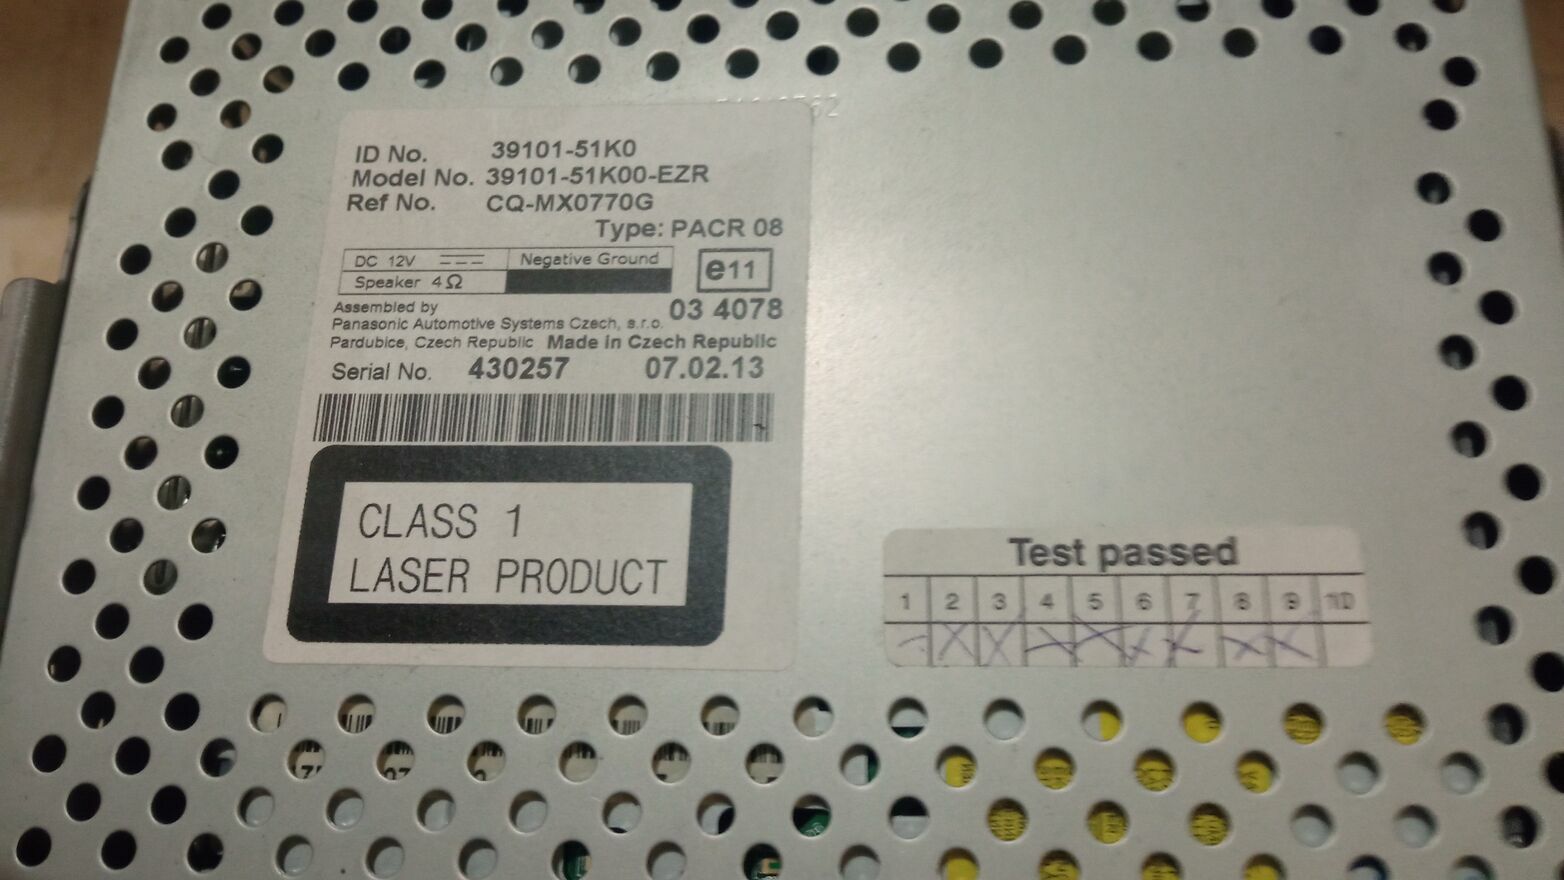 ID No. 39101-51K0
Model No. 39101-51K00-EZR
Ref No. CQ-MX0770G
Type: PACR 08
DC 12V Negative Ground
Speaker 4Ω
e11
03 4078
Assembled by
Panasonic Automotive Systems Czech, s.r.o.
Pardubice, Czech Republic Made in Czech Republic
Serial No. 430257 07.02.13
CLASS 1
LASER PRODUCT
Test passed
1 2 3 4 5 6 7 8 9 10